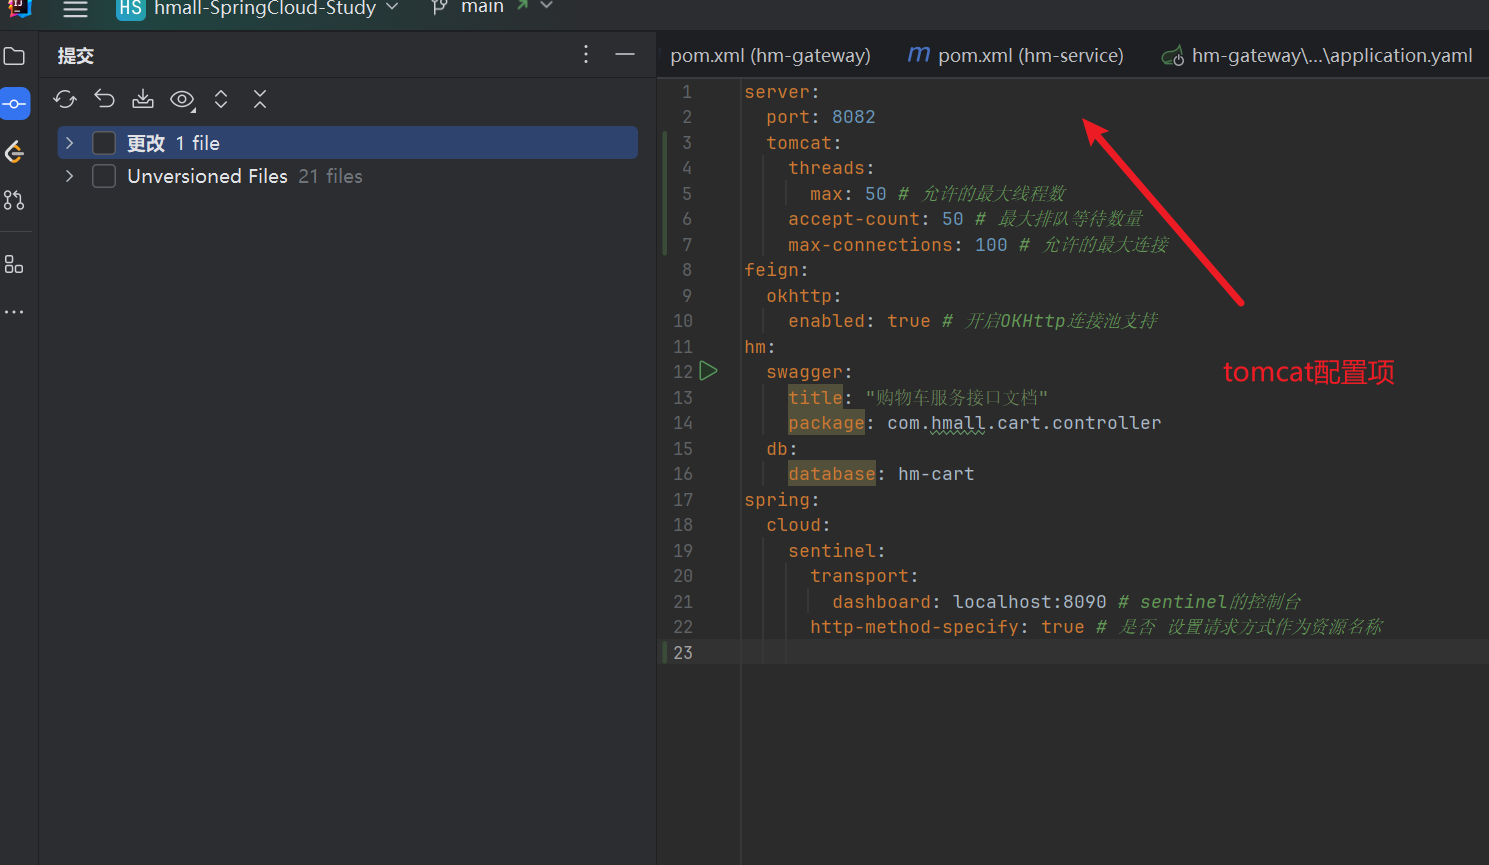 HS hmall-SpringCloud-Study main
提交
更改 1 file
Unversioned Files 21 files
pom.xml (hm-gateway) m pom.xml (hm-service) hm-gateway\...\application.yaml
1 server:
2 port: 8082
3 tomcat:
4 threads:
5 max: 50 # 允许的最大线程数
6 accept-count: 50 # 最大排队等待数量
7 max-connections: 100 # 允许的最大连接
8 feign:
9 okhttp:
10 enabled: true # 开启OKHttp连接池支持
11 hm:
12 swagger:
13 title: "购物车服务接口文档"
14 package: com.hmall.cart.controller
15 db:
16 database: hm-cart
17 spring:
18 cloud:
19 sentinel:
20 transport:
21 dashboard: localhost:8090 # sentinel的控制台
22 http-method-specify: true # 是否 设置请求方式作为资源名称
23
tomcat配置项